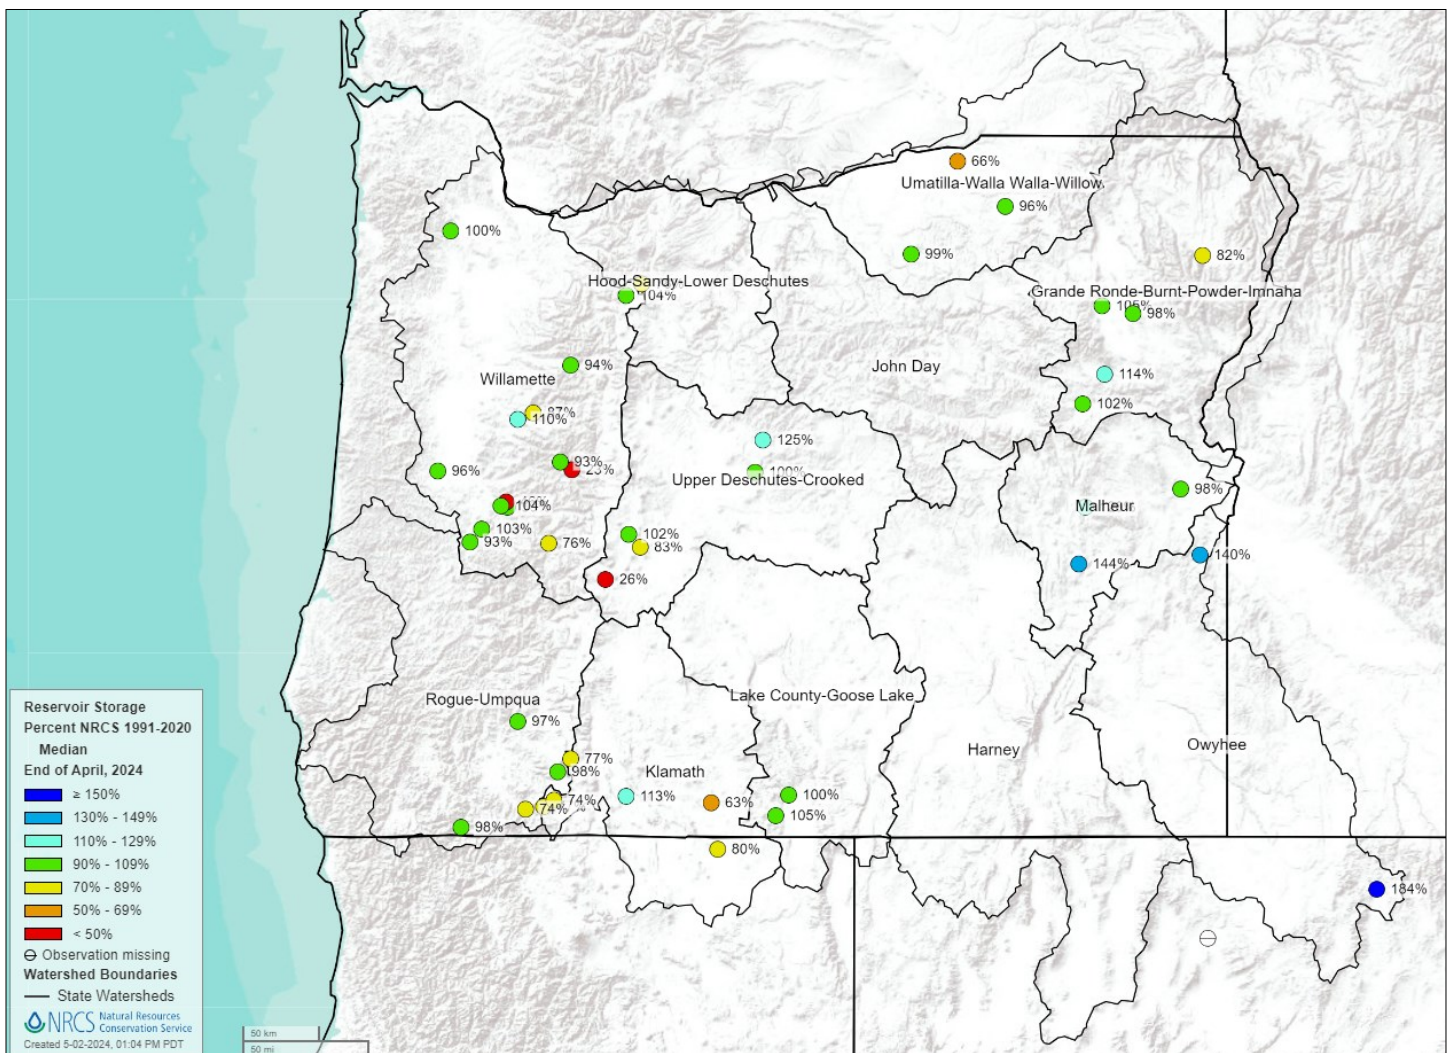 66%
Umatilla-Walla Walla-Willow
96%
100%
99%
82%
Hood-Sandy-Lower Deschutes
104%
Grande Ronde-Burnt-Powder-Imnaha
98%
94%
John Day
114%
Willamette
102%
87%
110%
125%
93%
96%
100%
Upper Deschutes-Crooked
98%
104%
Malheur
103%
102%
93%
76%
83%
140%
144%
26%
Rogue-Umpqua
Lake County-Goose Lake
97%
Harney
Owyhee
77%
98%
Klamath
113%
63%
100%
74%
74%
105%
98%
80%
184%
Reservoir Storage
Percent NRCS 1991-2020
Median
End of April, 2024
≥ 150%
130% - 149%
110% - 129%
90% - 109%
70% - 89%
50% - 69%
< 50%
Observation missing
Watershed Boundaries
State Watersheds
NRCS Natural Resources
Conservation Service
Created 5-02-2024, 01:04 PM PDT
50 km
50 mi